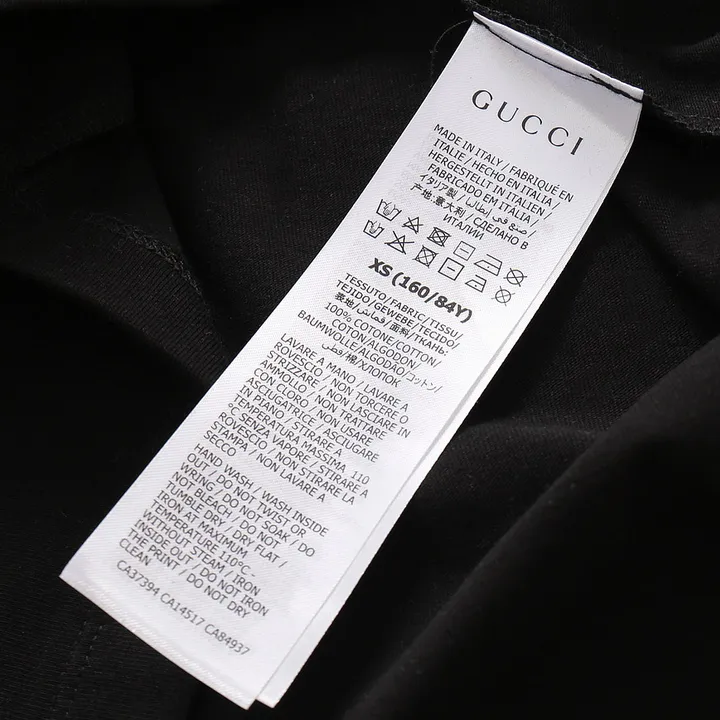 GUCCI
MADE IN ITALY / FABRIQUÉ EN
ITALIE / HECHO EN ITALIA /
HERGESTELLT IN ITALIEN /
FABRICADO EM ITÁLIA /
イタリア製 / صنع في إيطاليا /
产地:意大利 / СДЕЛАНО В
ИТАЛИИ
XS (160/84Y)
TESSUTO/FABRIC/TISSU/
TEJIDO/GEWEBE/TECIDO/
表地/قماش/面料/ТКАНЬ:
100% COTONE/COTTON/
COTON/ALGODON/
BAUMWOLLE/ALGODAO/コットン/
قطن/棉/ХЛОПОК
LAVARE A MANO / LAVARE A
ROVESCIO / NON TORCERE O
STRIZZARE / NON LASCIARE IN
AMMOLLO / NON TRATTARE
CON CLORO / NON USARE
ASCIUGATRICE / ASCIUGARE
IN PIANO / STIRARE A
TEMPERATURA MASSIMA 110
°C SENZA VAPORE / STIRARE A
ROVESCIO / NON STIRARE LA
STAMPA / NON LAVARE A
SECCO
HAND WASH / WASH INSIDE
OUT / DO NOT TWIST OR
WRING / DO NOT SOAK / DO
NOT BLEACH / DO NOT
TUMBLE DRY / DRY FLAT /
IRON AT MAXIMUM
TEMPERATURE 110°C -
WITHOUT STEAM / IRON
INSIDE OUT / DO NOT IRON
THE PRINT / DO NOT DRY
CLEAN
CA37394 CA14517 CA84937